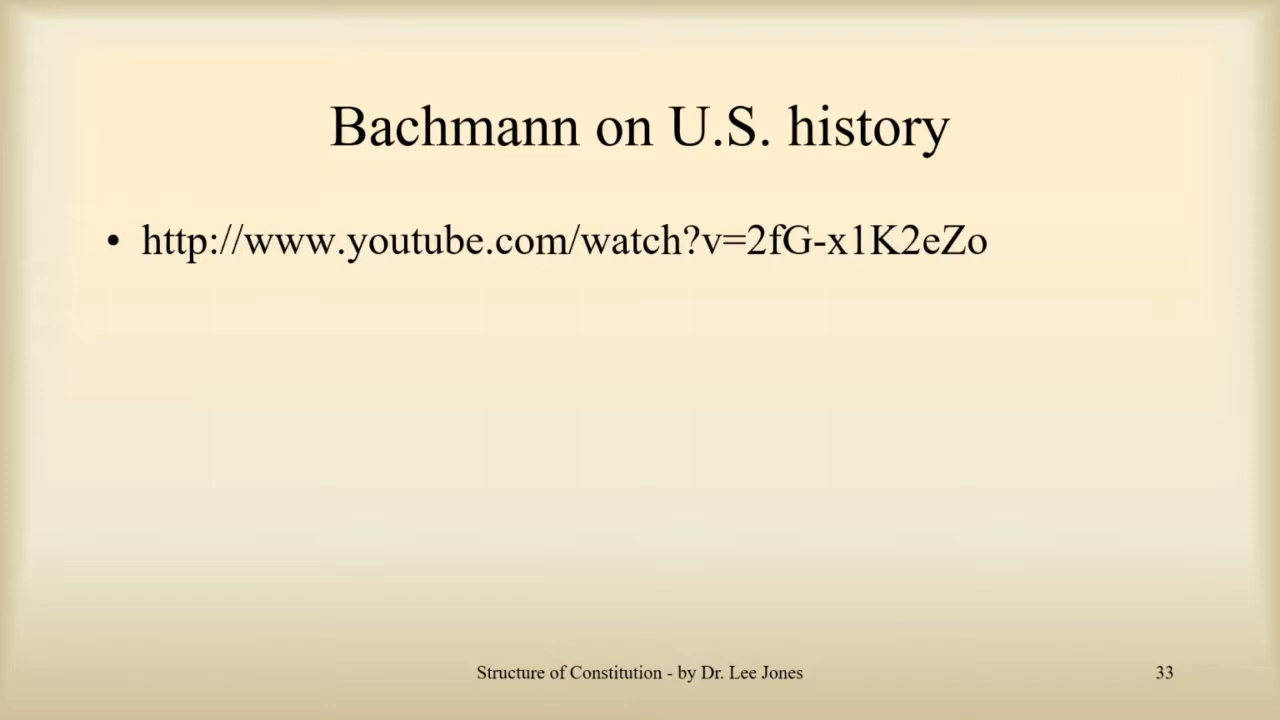 Bachmann on U.S. history
• http://www.youtube.com/watch?v=2fG-x1K2eZo
Structure of Constitution - by Dr. Lee Jones
33